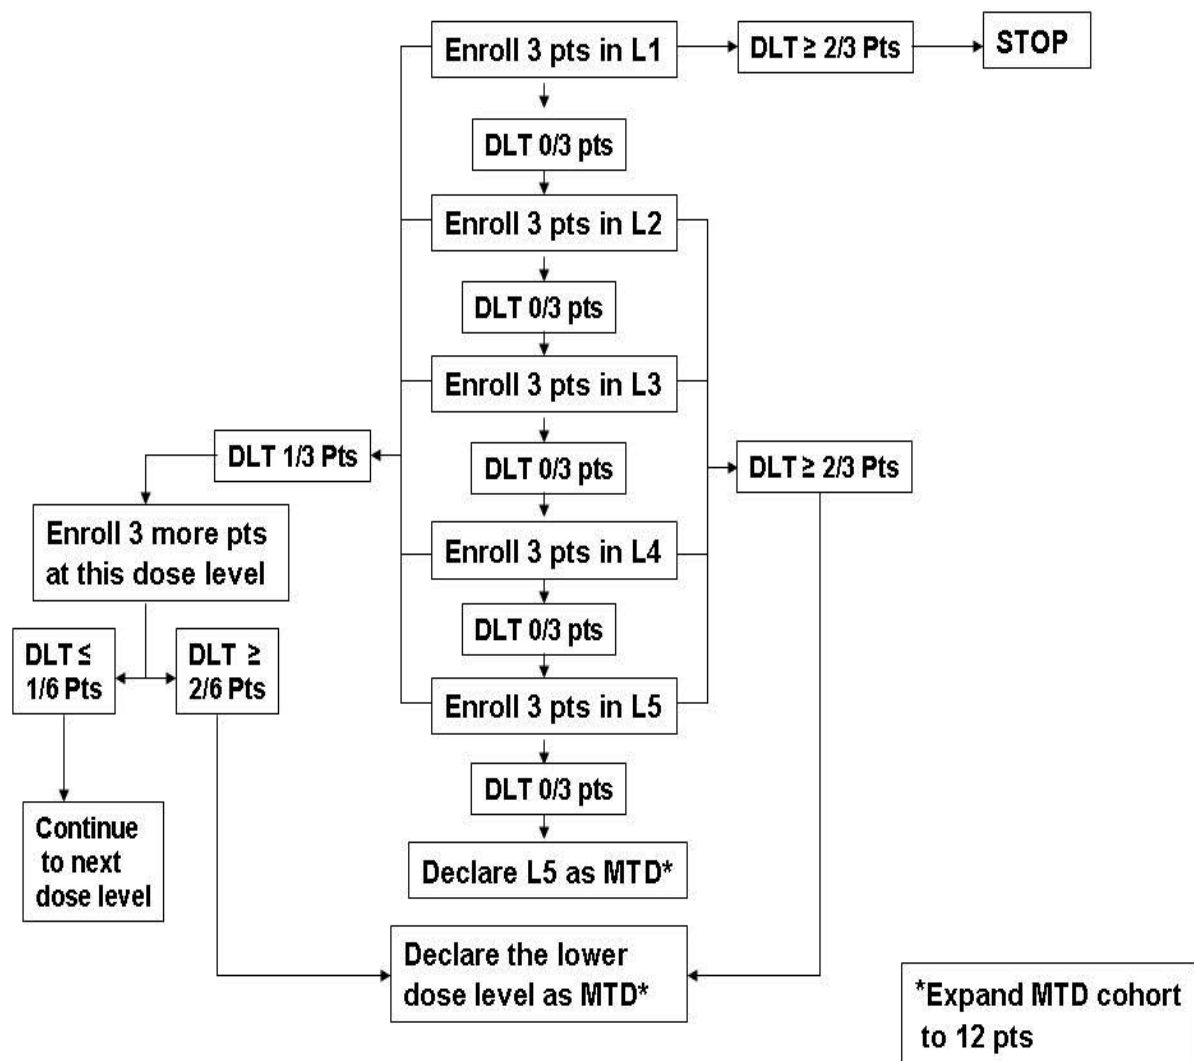 Enroll 3 pts in L1
DLT ≥ 2/3 Pts
STOP
DLT 0/3 pts
Enroll 3 pts in L2
DLT 0/3 pts
Enroll 3 pts in L3
DLT 1/3 Pts
DLT 0/3 pts
DLT ≥ 2/3 Pts
Enroll 3 more pts
at this dose level
Enroll 3 pts in L4
DLT 0/3 pts
DLT ≤
1/6 Pts
DLT ≥
2/6 Pts
Enroll 3 pts in L5
DLT 0/3 pts
Continue
to next
dose level
Declare L5 as MTD*
Declare the lower
dose level as MTD*
*Expand MTD cohort
to 12 pts